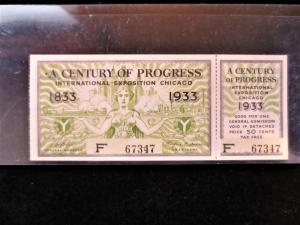 A CENTURY OF PROGRESS
INTERNATIONAL EXPOSITION CHICAGO
1833 1933
F 67347
A CENTURY
OF PROGRESS
INTERNATIONAL
EXPOSITION
CHICAGO
1933
GOOD FOR ONE
GENERAL ADMISSION
VOID IF DETACHED
PRICE 50 CENTS
TAX FREE
F 67347